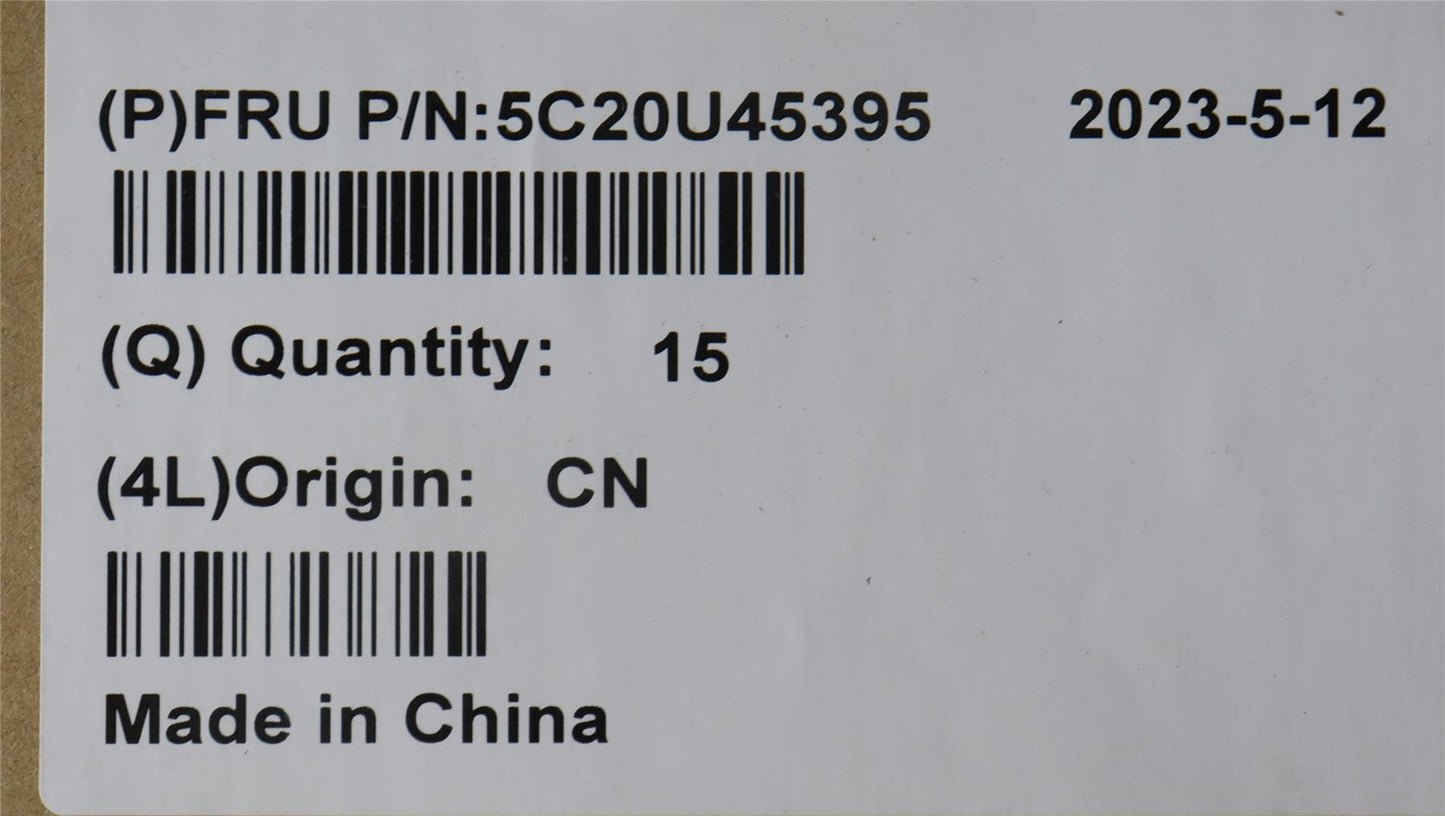 (P)FRU P/N:5C20U45395 2023-5-12
(Q) Quantity: 15
(4L)Origin: CN
Made in China